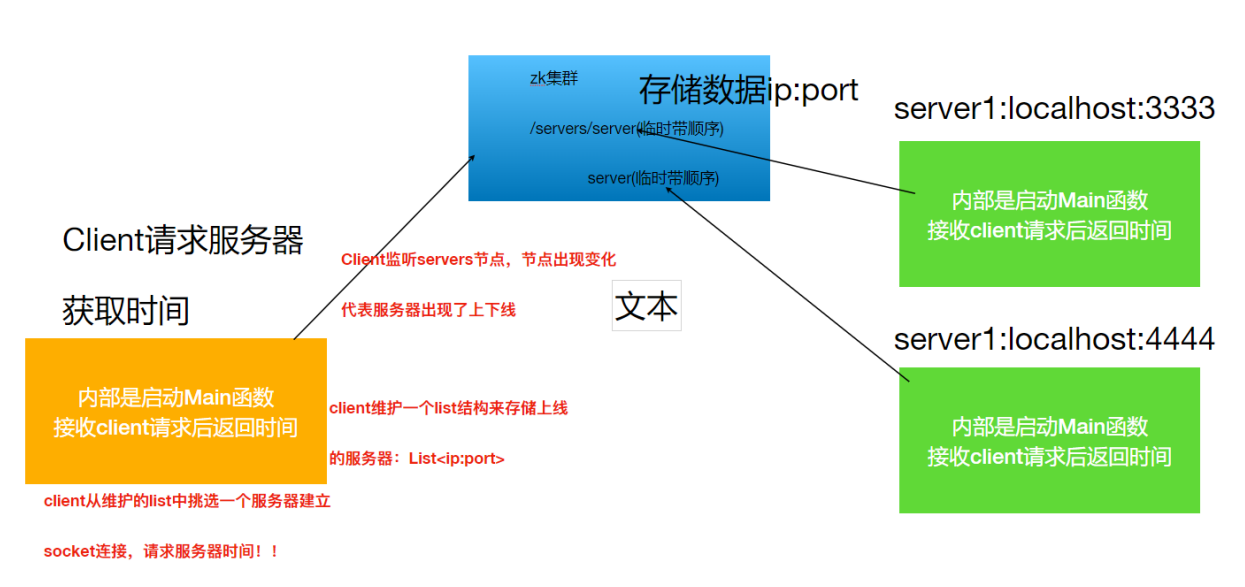 zk集群
存储数据ip:port
/servers/server(临时带顺序)
server(临时带顺序)
server1:localhost:3333
内部是启动Main函数
接收client请求后返回时间
Client请求服务器
获取时间
Client监听servers节点，节点出现变化
代表服务器出现了上下线
文本
server1:localhost:4444
内部是启动Main函数
接收client请求后返回时间
内部是启动Main函数
接收client请求后返回时间
client维护一个list结构来存储上线
的服务器：List<ip:port>
client从维护的list中挑选一个服务器建立
socket连接，请求服务器时间！！